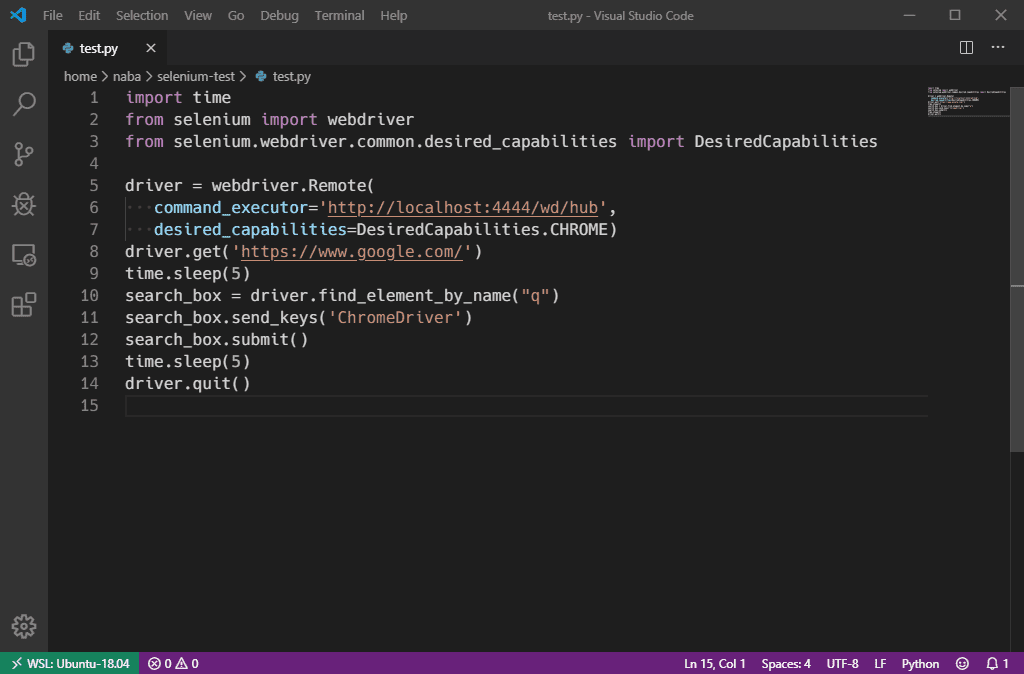 File Edit Selection View Go Debug Terminal Help test.py - Visual Studio Code
test.py
home > naba > selenium-test > test.py
1 import time
2 from selenium import webdriver
3 from selenium.webdriver.common.desired_capabilities import DesiredCapabilities
4
5 driver = webdriver.Remote(
6 ···command_executor='http://localhost:4444/wd/hub',
7 ···desired_capabilities=DesiredCapabilities.CHROME)
8 driver.get('https://www.google.com/')
9 time.sleep(5)
10 search_box = driver.find_element_by_name("q")
11 search_box.send_keys('ChromeDriver')
12 search_box.submit()
13 time.sleep(5)
14 driver.quit()
15
WSL: Ubuntu-18.04 0 0 Ln 15, Col 1 Spaces: 4 UTF-8 LF Python 1